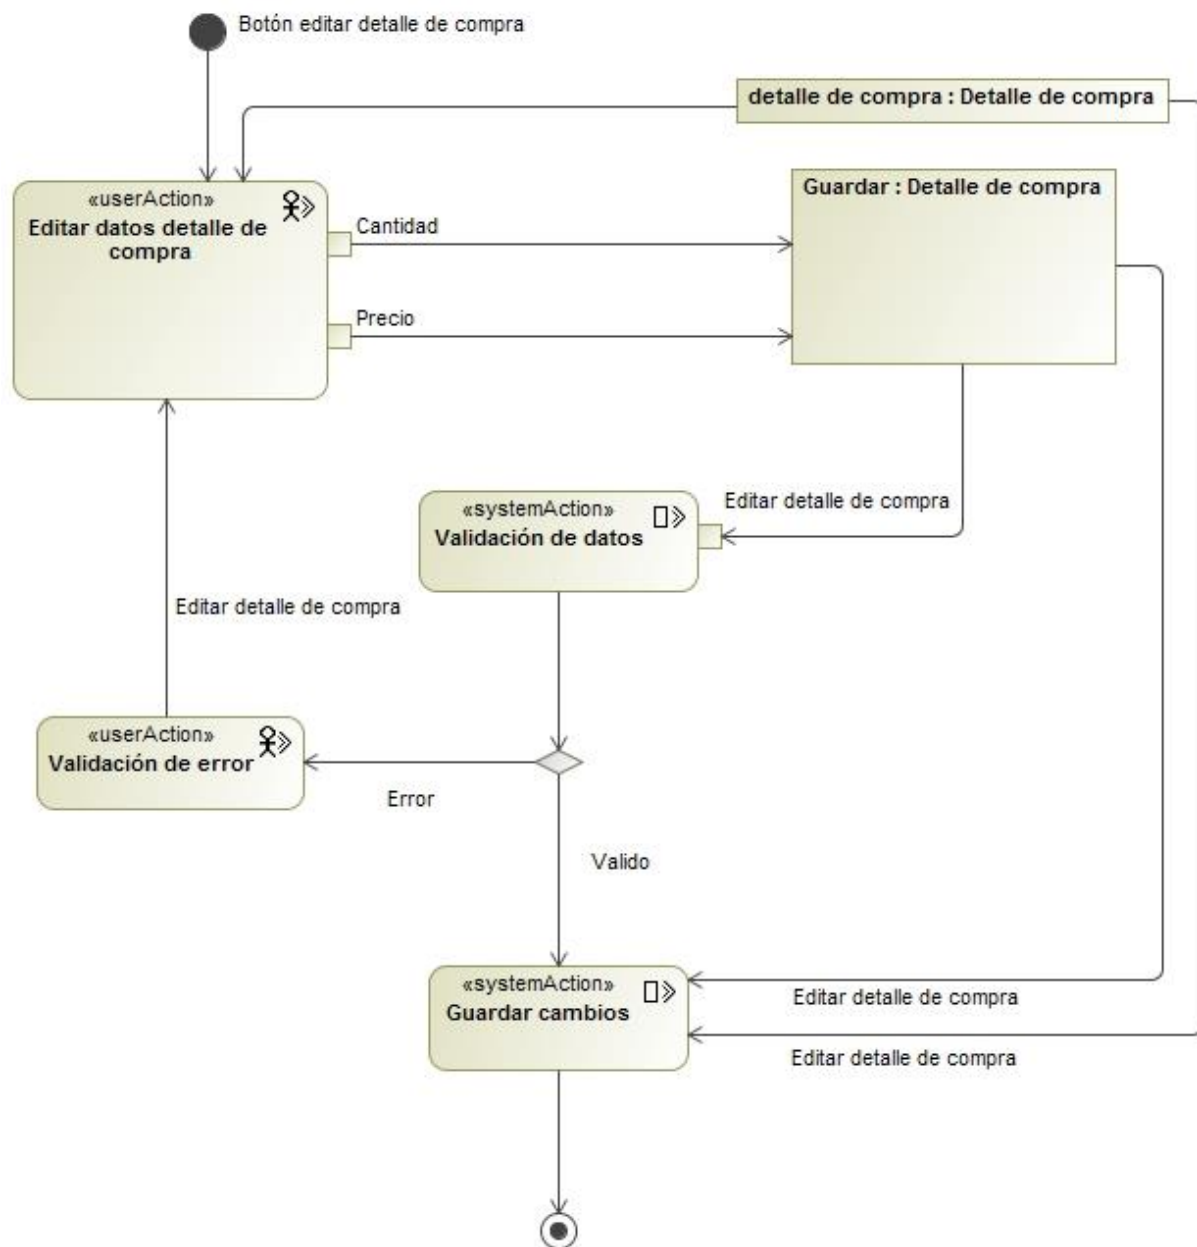 Botón editar detalle de compra
detalle de compra : Detalle de compra
«userAction»
Editar datos detalle de
compra
Cantidad
Precio
Guardar : Detalle de compra
«systemAction»
Validación de datos
Editar detalle de compra
Editar detalle de compra
«userAction»
Validación de error
Error
Valido
«systemAction»
Guardar cambios
Editar detalle de compra
Editar detalle de compra